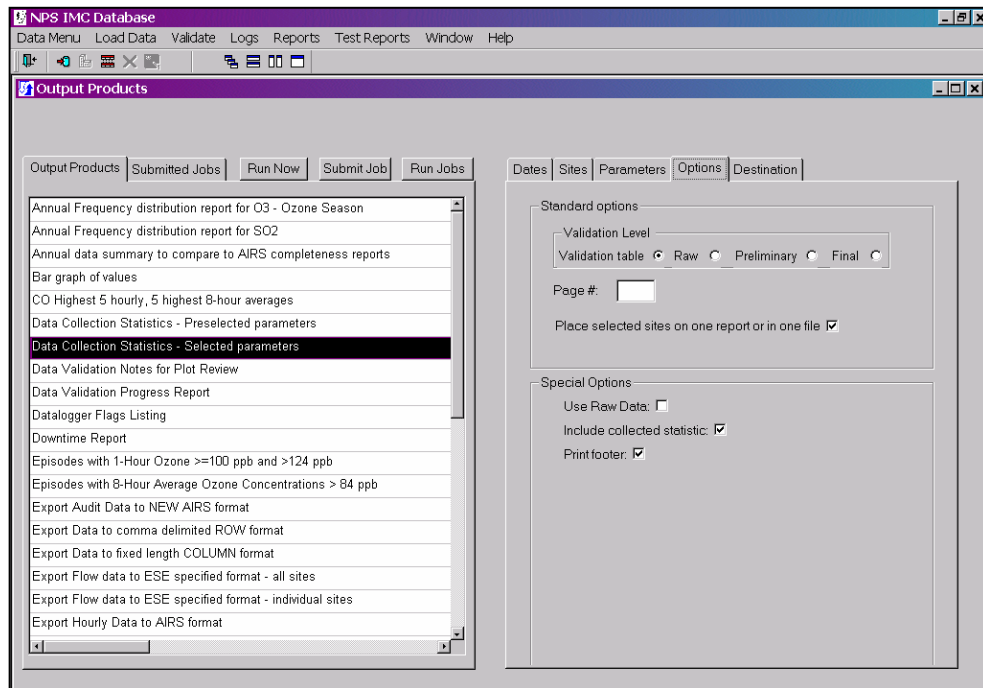 NPS IMC Database
Data Menu Load Data Validate Logs Reports Test Reports Window Help
Output Products
Output Products Submitted Jobs Run Now Submit Job Run Jobs
Annual Frequency distribution report for O3 - Ozone Season
Annual Frequency distribution report for SO2
Annual data summary to compare to AIRS completeness reports
Bar graph of values
CO Highest 5 hourly, 5 highest 8-hour averages
Data Collection Statistics - Preselected parameters
Data Collection Statistics - Selected parameters
Data Validation Notes for Plot Review
Data Validation Progress Report
Datalogger Flags Listing
Downtime Report
Episodes with 1-Hour Ozone >=100 ppb and >124 ppb
Episodes with 8-Hour Average Ozone Concentrations > 84 ppb
Export Audit Data to NEW AIRS format
Export Data to comma delimited ROW format
Export Data to fixed length COLUMN format
Export Flow data to ESE specified format - all sites
Export Flow data to ESE specified format - individual sites
Export Hourly Data to AIRS format
Dates Sites Parameters Options Destination
Standard options
Validation Level
Validation table Raw Preliminary Final
Page #:
Place selected sites on one report or in one file
Special Options
Use Raw Data:
Include collected statistic:
Print footer: